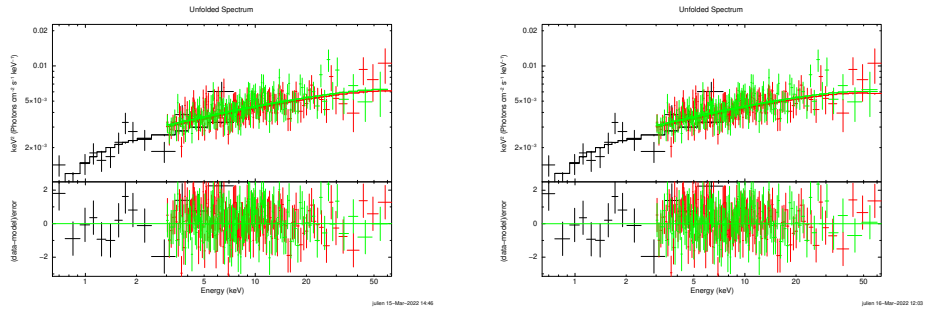 Unfolded Spectrum
0.02
0.01
5×10⁻³
2×10⁻³
keV (Photons cm⁻² s⁻¹ keV⁻¹)
2
0
−2
(data−model)/error
1 2 5 10 20 50
Energy (keV)
julien 15−Mar−2022 14:46
Unfolded Spectrum
0.02
0.01
5×10⁻³
2×10⁻³
keV (Photons cm⁻² s⁻¹ keV⁻¹)
2
0
−2
(data−model)/error
1 2 5 10 20 50
Energy (keV)
julien 16−Mar−2022 12:03